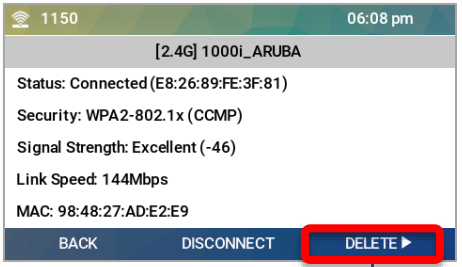 1150 06:08 pm
[2.4G] 1000i_ARUBA
Status: Connected (E8:26:89:FE:3F:81)
Security: WPA2-802.1x (CCMP)
Signal Strength: Excellent (-46)
Link Speed: 144Mbps
MAC: 98:48:27:AD:E2:E9
BACK DISCONNECT DELETE ▶